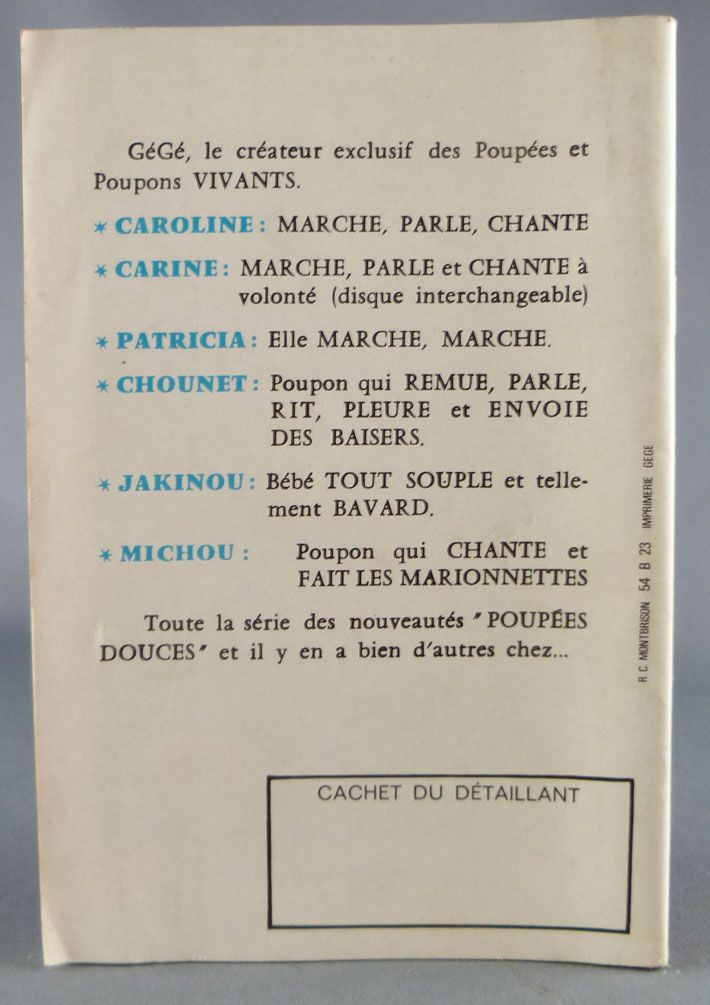 GéGé, le créateur exclusif des Poupées et
Poupons VIVANTS.
* CAROLINE : MARCHE, PARLE, CHANTE
* CARINE : MARCHE, PARLE et CHANTE à
volonté (disque interchangeable)
* PATRICIA : Elle MARCHE, MARCHE.
* CHOUNET : Poupon qui REMUE, PARLE,
RIT, PLEURE et ENVOIE
DES BAISERS.
* JAKINOU : Bébé TOUT SOUPLE et telle-
ment BAVARD.
* MICHOU : Poupon qui CHANTE et
FAIT LES MARIONNETTES
Toute la série des nouveautés "POUPÉES
DOUCES" et il y en a bien d'autres chez...
CACHET DU DÉTAILLANT
R.C. MONTBRISON 54 B 23 IMPRIMERIE GEGE